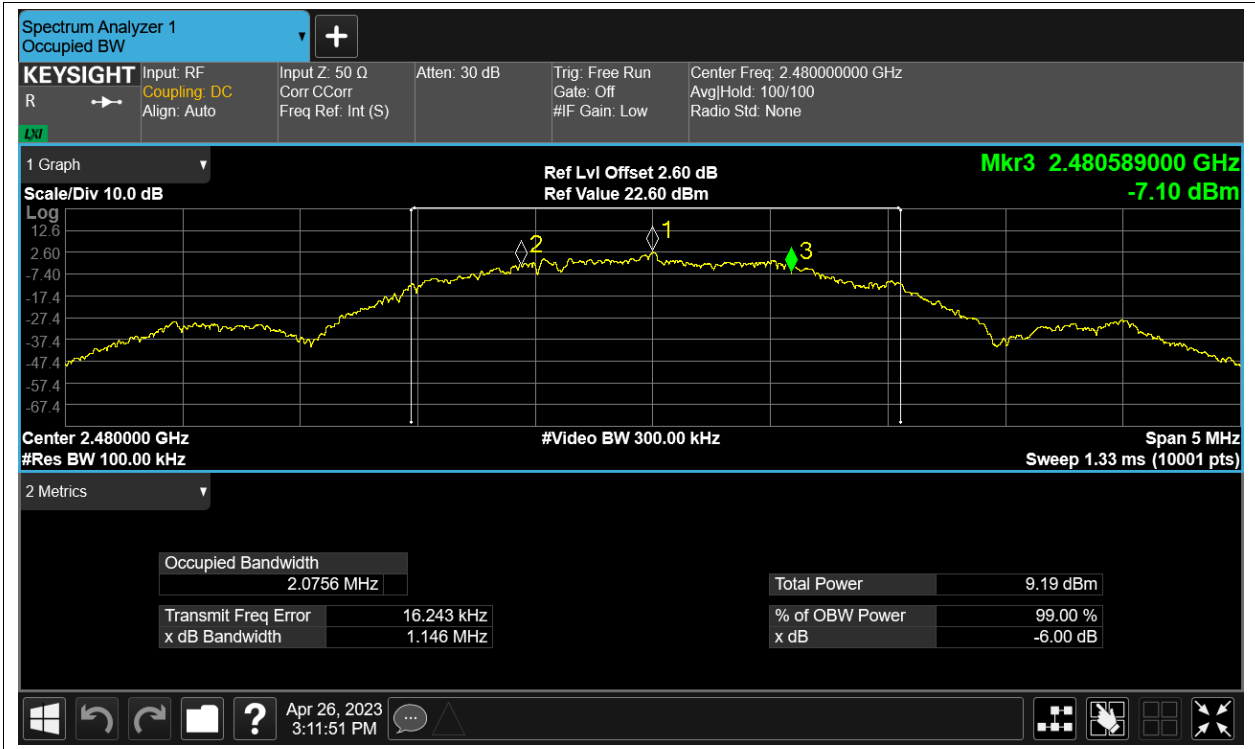 Spectrum Analyzer 1
Occupied BW
+
KEYSIGHT
R
LXI
Input: RF
Coupling: DC
Align: Auto
Input Z: 50 Ω
Corr CCorr
Freq Ref: Int (S)
Atten: 30 dB
Trig: Free Run
Gate: Off
#IF Gain: Low
Center Freq: 2.480000000 GHz
Avg|Hold: 100/100
Radio Std: None
1 Graph
Scale/Div 10.0 dB
Ref Lvl Offset 2.60 dB
Ref Value 22.60 dBm
Mkr3 2.480589000 GHz
-7.10 dBm
Log
12.6
2.60
-7.40
-17.4
-27.4
-37.4
-47.4
-57.4
-67.4
2
1
3
Center 2.480000 GHz
#Res BW 100.00 kHz
#Video BW 300.00 kHz
Span 5 MHz
Sweep 1.33 ms (10001 pts)
2 Metrics
Occupied Bandwidth
2.0756 MHz
Transmit Freq Error 16.243 kHz
x dB Bandwidth 1.146 MHz
Total Power 9.19 dBm
% of OBW Power 99.00 %
x dB -6.00 dB
?
Apr 26, 2023
3:11:51 PM